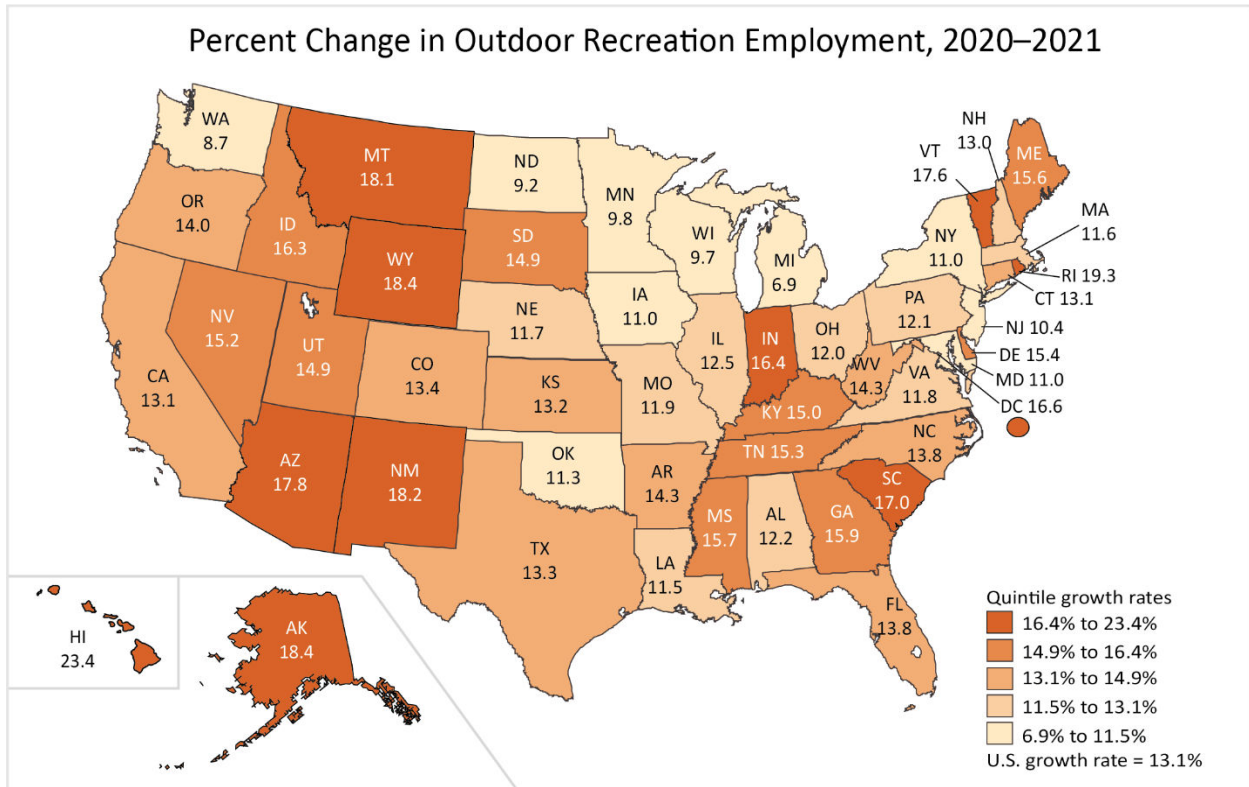 Percent Change in Outdoor Recreation Employment, 2020–2021
WA
8.7
OR
14.0
CA
13.1
NV
15.2
ID
16.3
MT
18.1
WY
18.4
UT
14.9
CO
13.4
AZ
17.8
NM
18.2
ND
9.2
SD
14.9
NE
11.7
KS
13.2
OK
11.3
TX
13.3
MN
9.8
IA
11.0
MO
11.9
AR
14.3
LA
11.5
WI
9.7
IL
12.5
MI
6.9
IN
16.4
OH
12.0
KY 15.0
TN 15.3
MS
15.7
AL
12.2
GA
15.9
FL
13.8
SC
17.0
NC
13.8
VA
11.8
WV
14.3
PA
12.1
NY
11.0
VT
17.6
NH
13.0
ME
15.6
MA
11.6
RI 19.3
CT 13.1
NJ 10.4
DE 15.4
MD 11.0
DC 16.6
HI
23.4
AK
18.4
Quintile growth rates
16.4% to 23.4%
14.9% to 16.4%
13.1% to 14.9%
11.5% to 13.1%
6.9% to 11.5%
U.S. growth rate = 13.1%